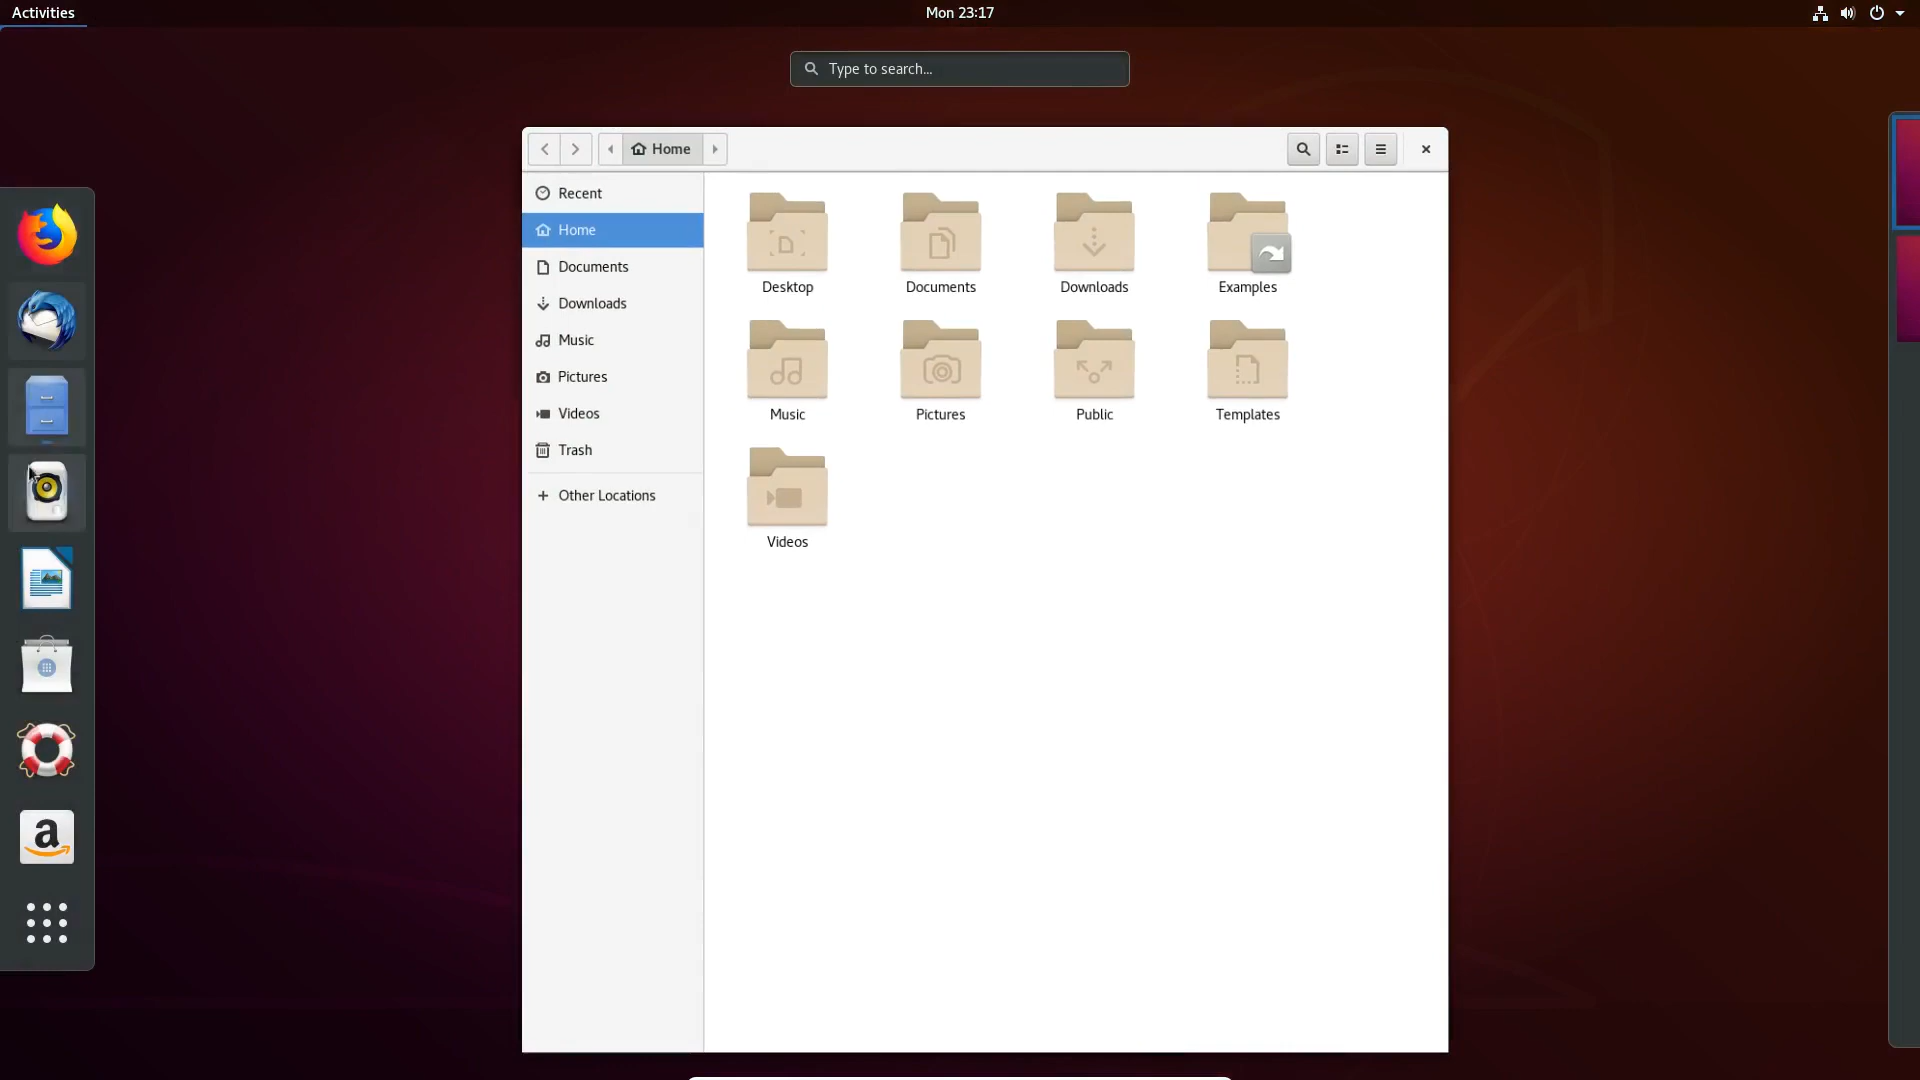 Activities
Mon 23:17
Type to search...
Home
Recent
Home
Documents
Downloads
Music
Pictures
Videos
Trash
Other Locations
Desktop
Documents
Downloads
Examples
Music
Pictures
Public
Templates
Videos